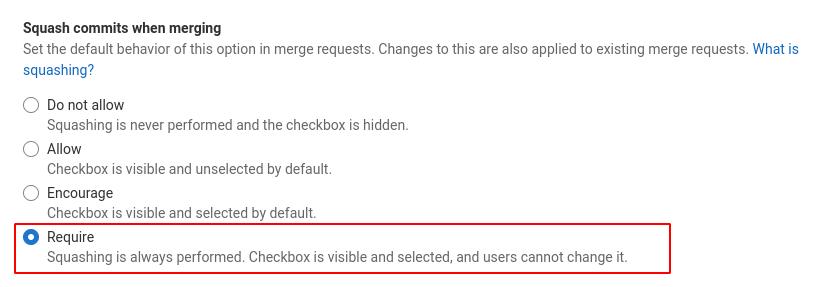 Squash commits when merging
Set the default behavior of this option in merge requests. Changes to this are also applied to existing merge requests. What is
squashing?
Do not allow
Squashing is never performed and the checkbox is hidden.
Allow
Checkbox is visible and unselected by default.
Encourage
Checkbox is visible and selected by default.
Require
Squashing is always performed. Checkbox is visible and selected, and users cannot change it.